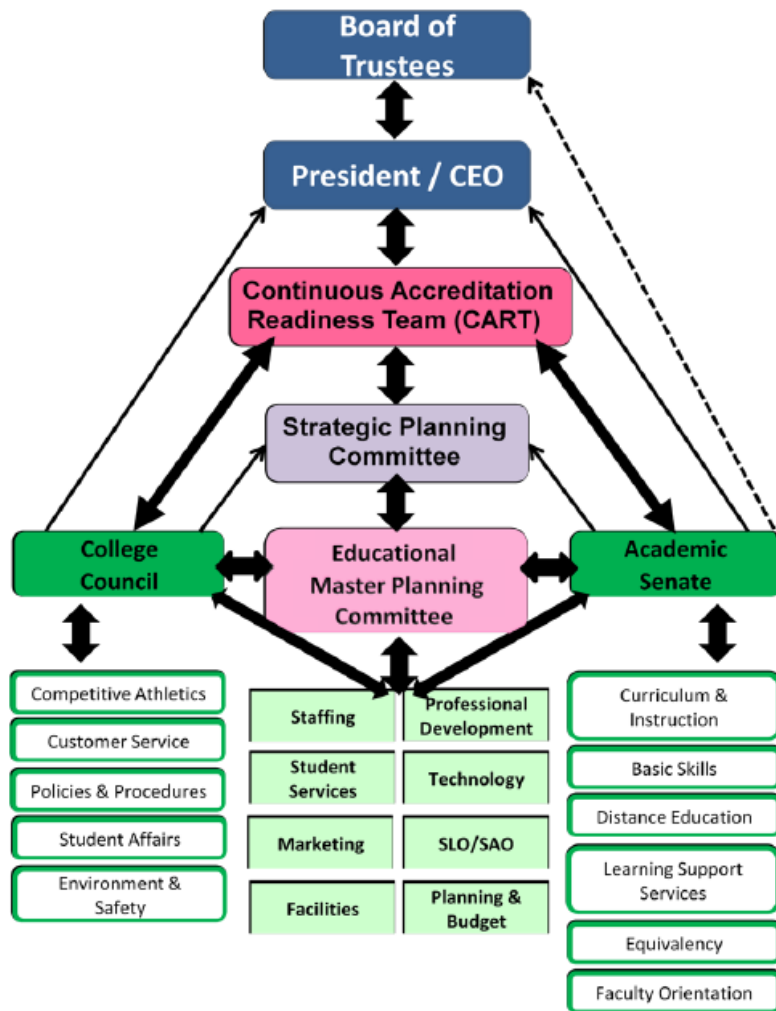 Board of
Trustees
President / CEO
Continuous Accreditation
Readiness Team (CART)
Strategic Planning
Committee
College
Council
Educational
Master Planning
Committee
Academic
Senate
Competitive Athletics
Customer Service
Policies & Procedures
Student Affairs
Environment &
Safety
Staffing
Professional
Development
Student
Services
Technology
Marketing
SLO/SAO
Facilities
Planning &
Budget
Curriculum &
Instruction
Basic Skills
Distance Education
Learning Support
Services
Equivalency
Faculty Orientation